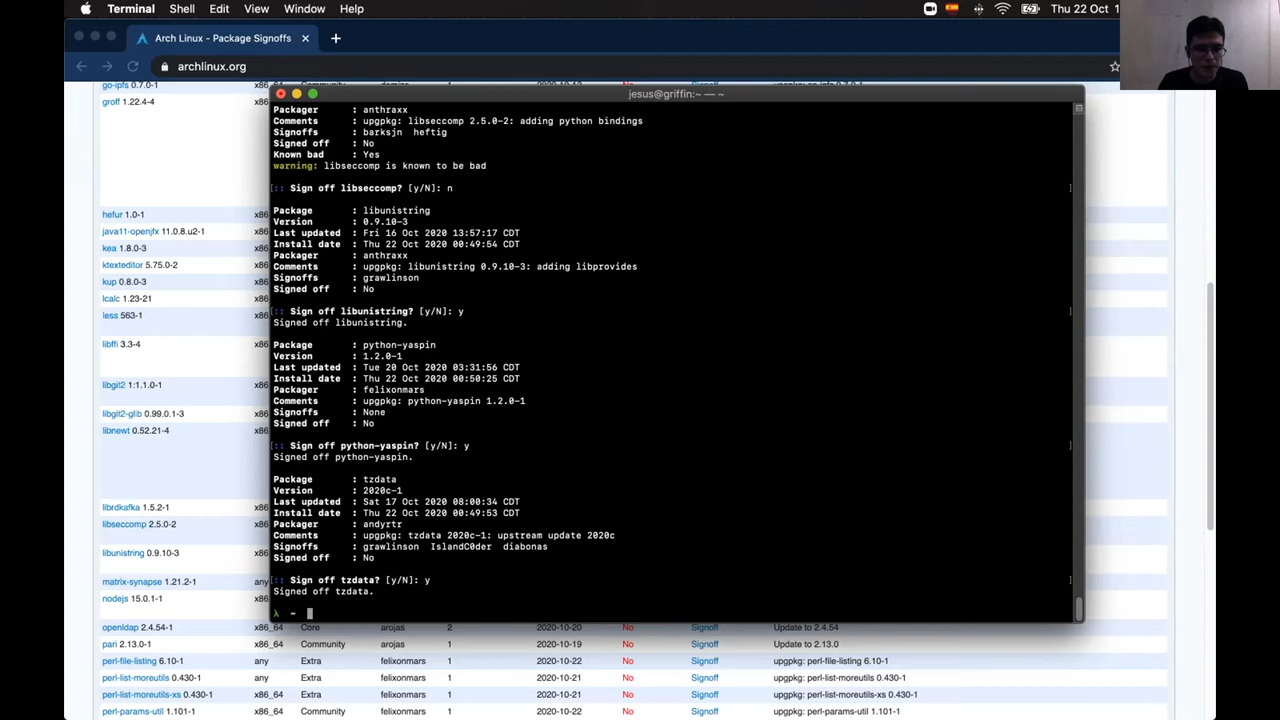 Terminal Shell Edit View Window Help Thu 22 Oct 1
Arch Linux - Package Signoffs
archlinux.org
go-ipfs 0.7.0-1
groff 1.22.4-4
hefur 1.0-1 x86
java11-openjfx 11.0.8.u2-1 x86
kea 1.8.0-3 x86
ktexteditor 5.75.0-2 x86
kup 0.8.0-3 x86
lcalc 1.23-21 x86
less 563-1 x86
libffi 3.3-4 x86
libgit2 1:1.1.0-1 x86
libgit2-glib 0.99.0.1-3 x86
libnewt 0.52.21-4 x86
librdkafka 1.5.2-1 x86
libseccomp 2.5.0-2 x86
libunistring 0.9.10-3 x86
matrix-synapse 1.21.2-1 any
nodejs 15.0.1-1 x86
jesus@griffin:~ — ~
Packager : anthraxx
Comments : upgpkg: libseccomp 2.5.0-2: adding python bindings
Signoffs : barksjn heftig
Signed off : No
Known bad : Yes
warning: libseccomp is known to be bad
[:: Sign off libseccomp? [y/N]: n ]
Package : libunistring
Version : 0.9.10-3
Last updated : Fri 16 Oct 2020 13:57:17 CDT
Install date : Thu 22 Oct 2020 00:49:54 CDT
Packager : anthraxx
Comments : upgpkg: libunistring 0.9.10-3: adding libprovides
Signoffs : grawlinson
Signed off : No
[:: Sign off libunistring? [y/N]: y ]
Signed off libunistring.
Package : python-yaspin
Version : 1.2.0-1
Last updated : Tue 20 Oct 2020 03:31:56 CDT
Install date : Thu 22 Oct 2020 00:50:25 CDT
Packager : felixonmars
Comments : upgpkg: python-yaspin 1.2.0-1
Signoffs : None
Signed off : No
[:: Sign off python-yaspin? [y/N]: y ]
Signed off python-yaspin.
Package : tzdata
Version : 2020c-1
Last updated : Sat 17 Oct 2020 08:00:34 CDT
Install date : Thu 22 Oct 2020 00:49:53 CDT
Packager : andyrtr
Comments : upgpkg: tzdata 2020c-1: upstream update 2020c
Signoffs : grawlinson IslandC0der diabonas
Signed off : No
[:: Sign off tzdata? [y/N]: y ]
Signed off tzdata.
λ ~
openldap 2.4.54-1 x86_64 Core arojas 2 2020-10-20 No Signoff Update to 2.4.54
pari 2.13.0-1 x86_64 Community arojas 1 2020-10-19 No Signoff Update to 2.13.0
perl-file-listing 6.10-1 any Extra felixonmars 1 2020-10-22 No Signoff upgpkg: perl-file-listing 6.10-1
perl-list-moreutils 0.430-1 any Extra felixonmars 1 2020-10-21 No Signoff upgpkg: perl-list-moreutils 0.430-1
perl-list-moreutils-xs 0.430-1 x86_64 Extra felixonmars 1 2020-10-21 No Signoff upgpkg: perl-list-moreutils-xs 0.430-1
perl-params-util 1.101-1 x86_64 Community felixonmars 1 2020-10-22 No Signoff upgpkg: perl-params-util 1.101-1